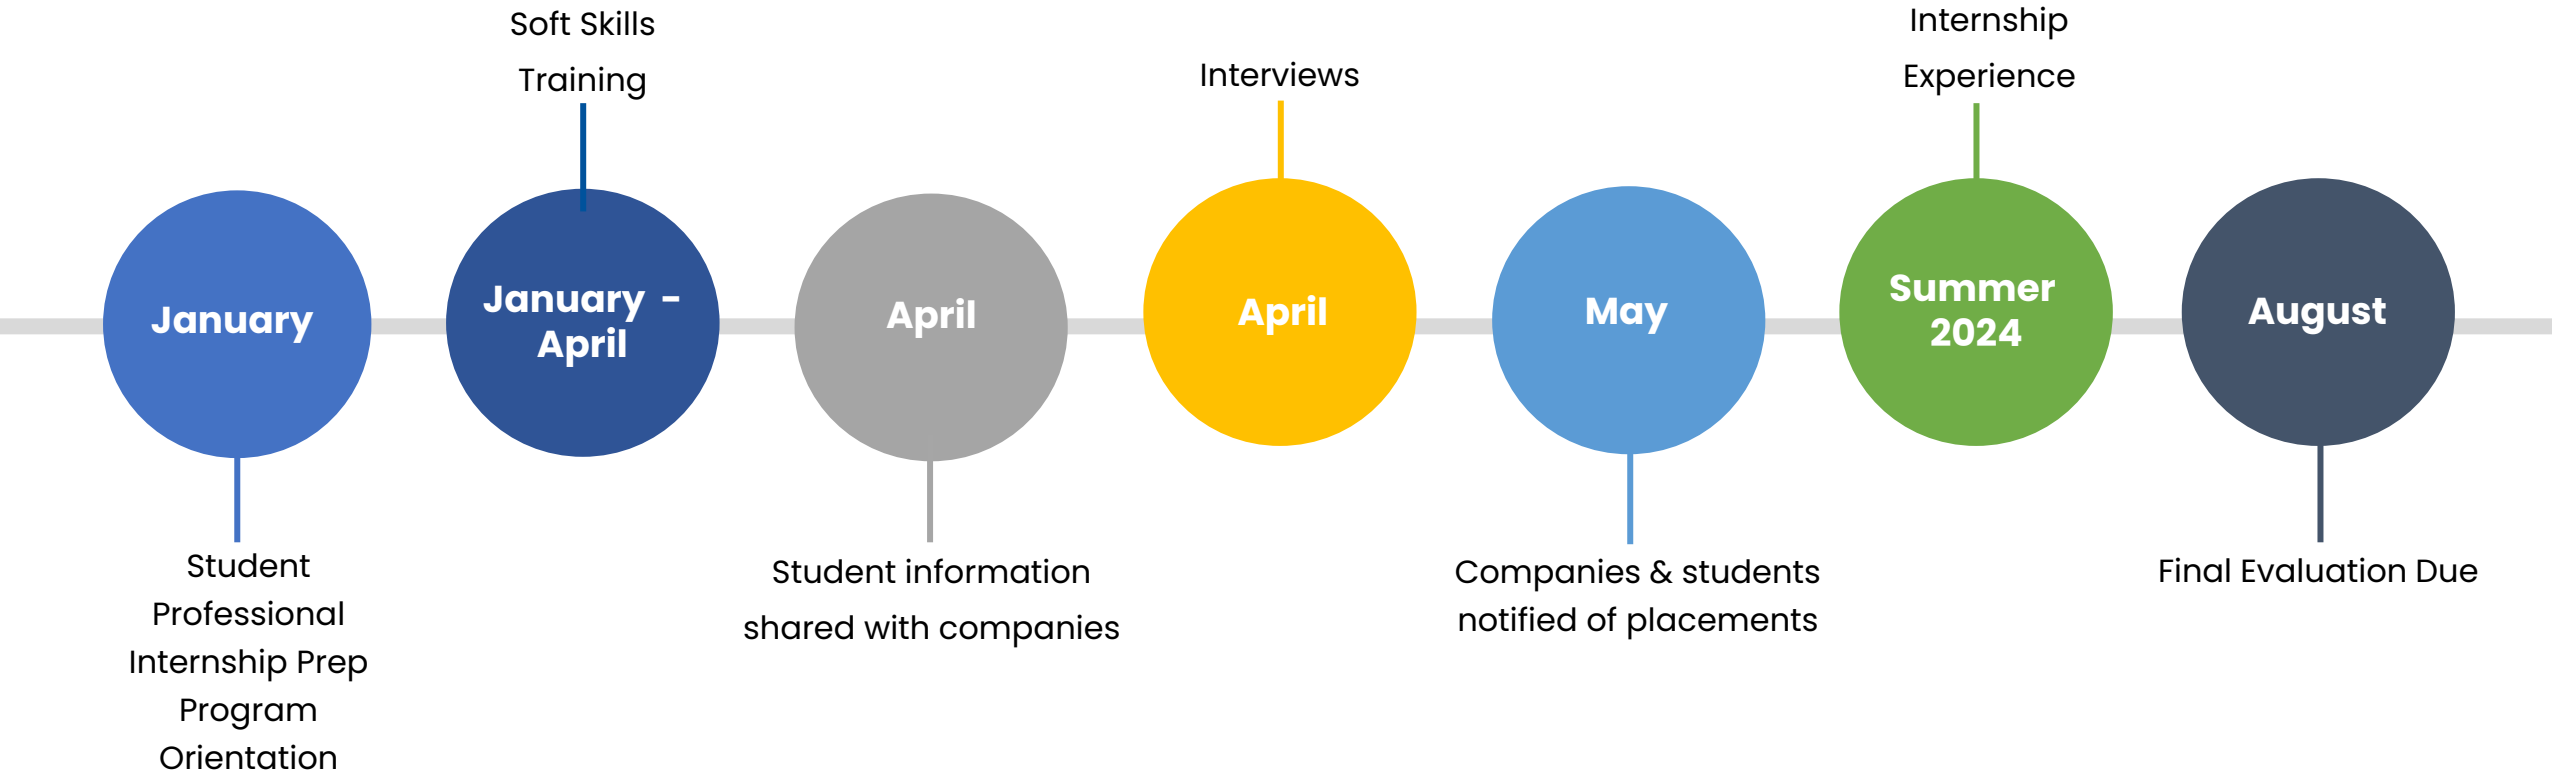 Soft Skills
Training
Interviews
Internship
Experience
January
January -
April
April
April
May
Summer
2024
August
Student
Professional
Internship Prep
Program
Orientation
Student information
shared with companies
Companies & students
notified of placements
Final Evaluation Due